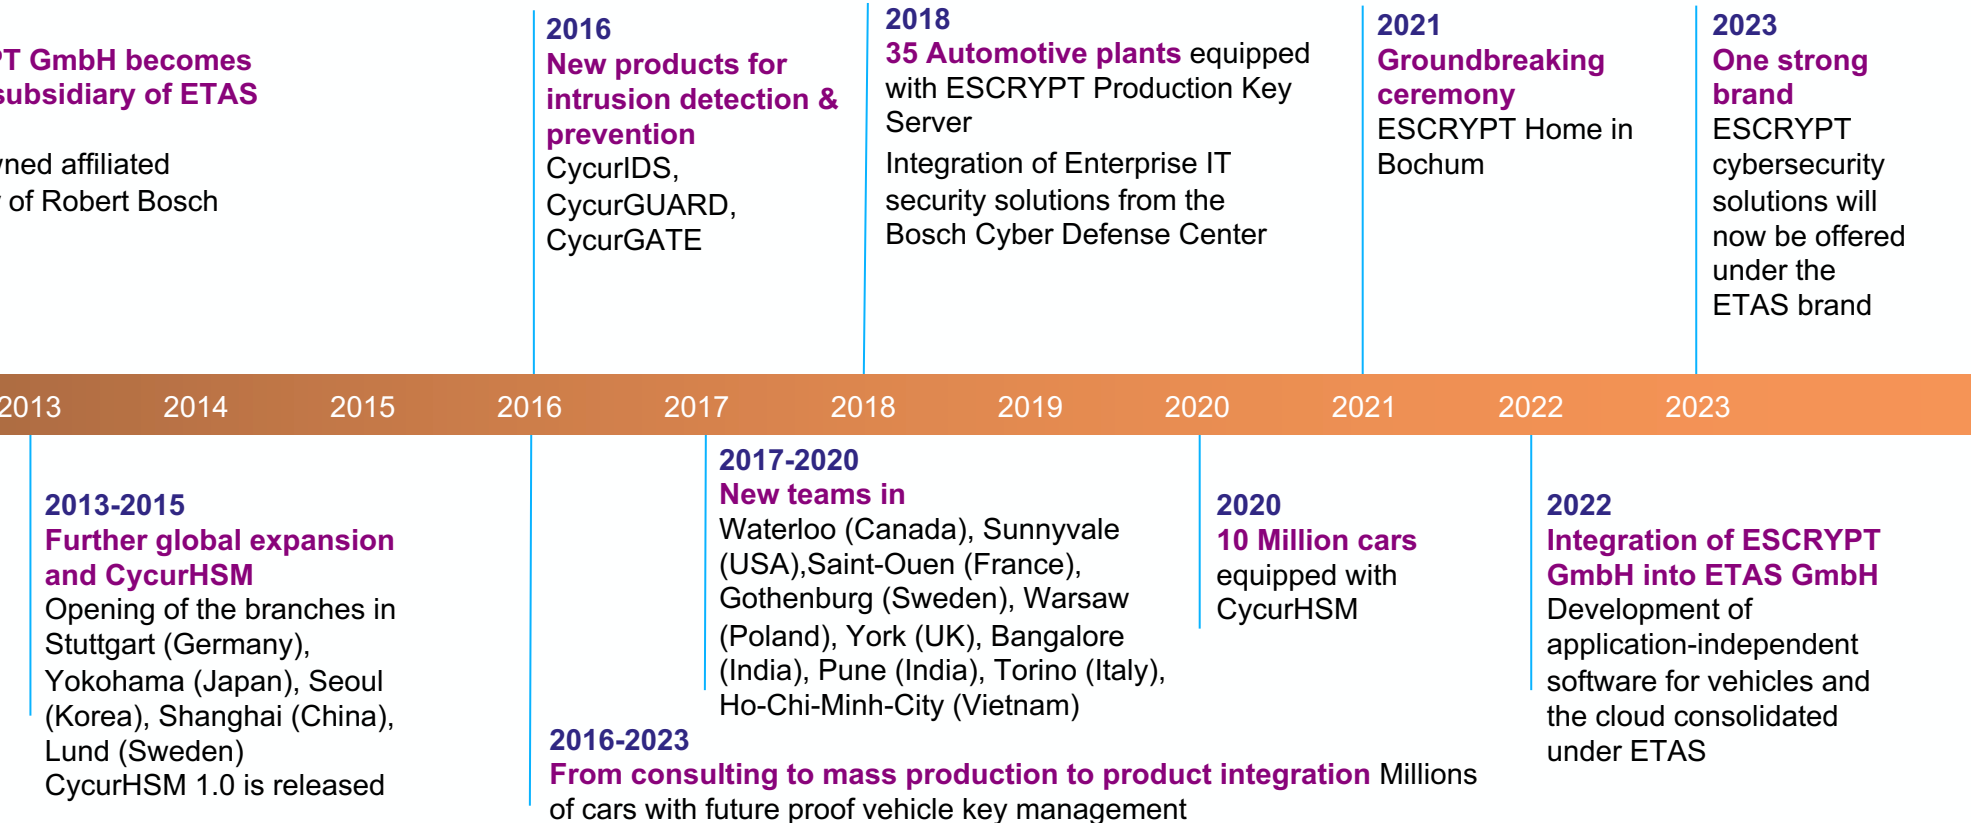 PT GmbH becomes
subsidiary of ETAS
wned affiliated
of Robert Bosch
2016
New products for
intrusion detection &
prevention
CycurIDS,
CycurGUARD,
CycurGATE
2018
35 Automotive plants equipped
with ESCRYPT Production Key
Server
Integration of Enterprise IT
security solutions from the
Bosch Cyber Defense Center
2021
Groundbreaking
ceremony
ESCRYPT Home in
Bochum
2023
One strong
brand
ESCRYPT
cybersecurity
solutions will
now be offered
under the
ETAS brand
2013 2014 2015 2016 2017 2018 2019 2020 2021 2022 2023
2013-2015
Further global expansion
and CycurHSM
Opening of the branches in
Stuttgart (Germany),
Yokohama (Japan), Seoul
(Korea), Shanghai (China),
Lund (Sweden)
CycurHSM 1.0 is released
2016-2023
From consulting to mass production to product integration Millions
of cars with future proof vehicle key management
2017-2020
New teams in
Waterloo (Canada), Sunnyvale
(USA),Saint-Ouen (France),
Gothenburg (Sweden), Warsaw
(Poland), York (UK), Bangalore
(India), Pune (India), Torino (Italy),
Ho-Chi-Minh-City (Vietnam)
2020
10 Million cars
equipped with
CycurHSM
2022
Integration of ESCRYPT
GmbH into ETAS GmbH
Development of
application-independent
software for vehicles and
the cloud consolidated
under ETAS